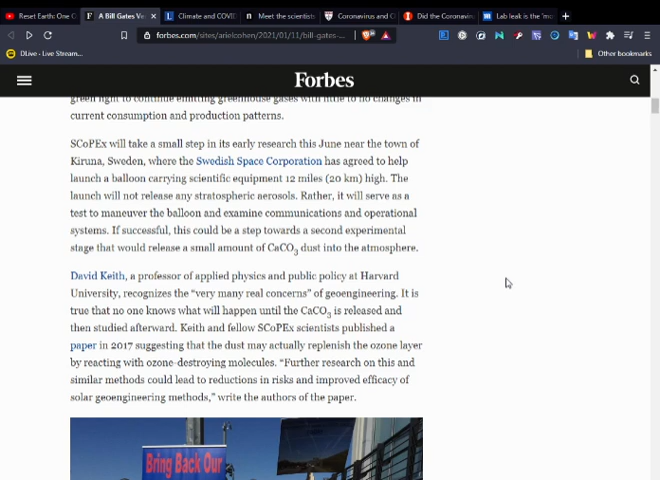 Reset Earth: One C
A Bill Gates Ve
Climate and COVI
Meet the scientist
Coronavirus and C
Did the Coronaviru
Lab leak is the 'mo
forbes.com/sites/arielcohen/2021/01/11/bill-gates-...
DLive - Live Stream...
Other bookmarks
Forbes
green light to continue emitting greenhouse gases with little to no changes in
current consumption and production patterns.
SCoPEx will take a small step in its early research this June near the town of
Kiruna, Sweden, where the Swedish Space Corporation has agreed to help
launch a balloon carrying scientific equipment 12 miles (20 km) high. The
launch will not release any stratospheric aerosols. Rather, it will serve as a
test to maneuver the balloon and examine communications and operational
systems. If successful, this could be a step towards a second experimental
stage that would release a small amount of CaCO3 dust into the atmosphere.
David Keith, a professor of applied physics and public policy at Harvard
University, recognizes the “very many real concerns” of geoengineering. It is
true that no one knows what will happen until the CaCO3 is released and
then studied afterward. Keith and fellow SCoPEx scientists published a
paper in 2017 suggesting that the dust may actually replenish the ozone layer
by reacting with ozone-destroying molecules. “Further research on this and
similar methods could lead to reductions in risks and improved efficacy of
solar geoengineering methods,” write the authors of the paper.
Bring Back Our